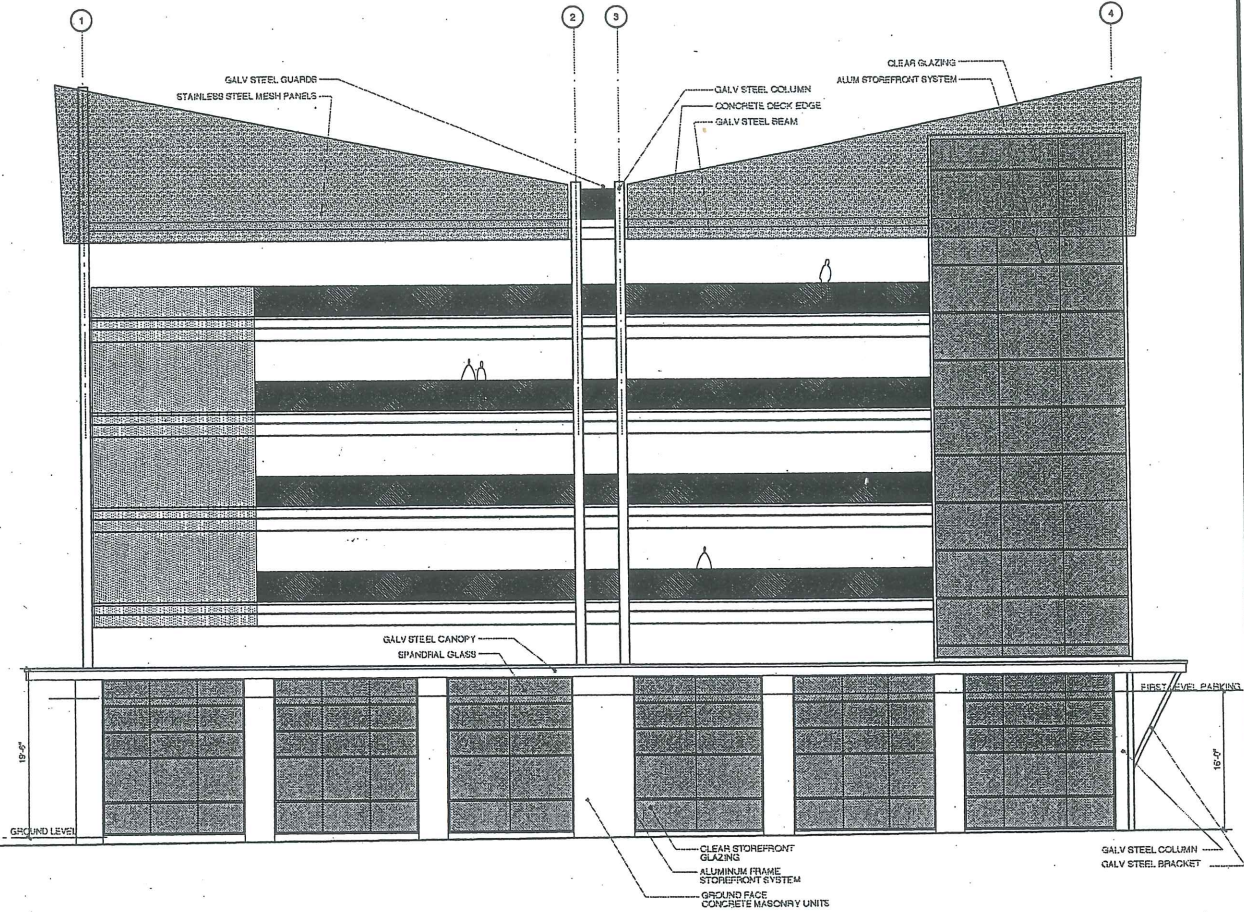 1
2
3
4
GALV STEEL GUARDS
STAINLESS STEEL MESH PANELS
GALV STEEL COLUMN
CONCRETE DECK EDGE
GALV STEEL BEAM
CLEAR GLAZING
ALUM STOREFRONT SYSTEM
GALV STEEL CANOPY
SPANDRAL GLASS
FIRST LEVEL PARKING
19'-6"
16'-0"
GROUND LEVEL
CLEAR STOREFRONT
GLAZING
ALUMINUM FRAME
STOREFRONT SYSTEM
GROUND FACE
CONCRETE MASONRY UNITS
GALV STEEL COLUMN
GALV STEEL BRACKET